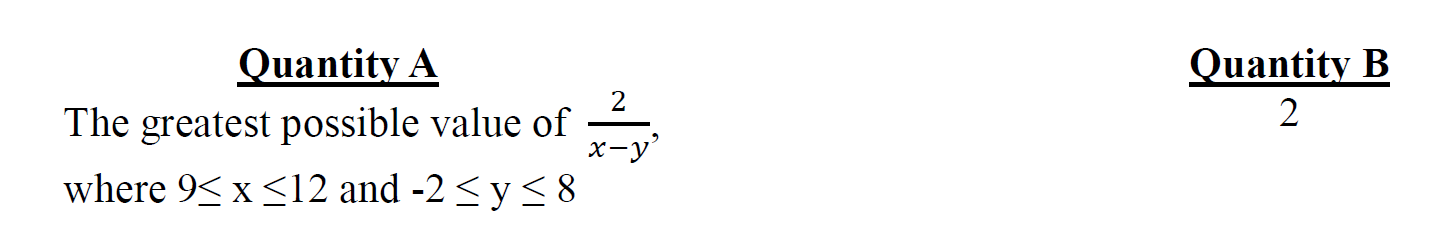 Quantity A Quantity B
The greatest possible value of 2/(x−y),
2
where 9≤ x ≤12 and -2 ≤ y ≤ 8